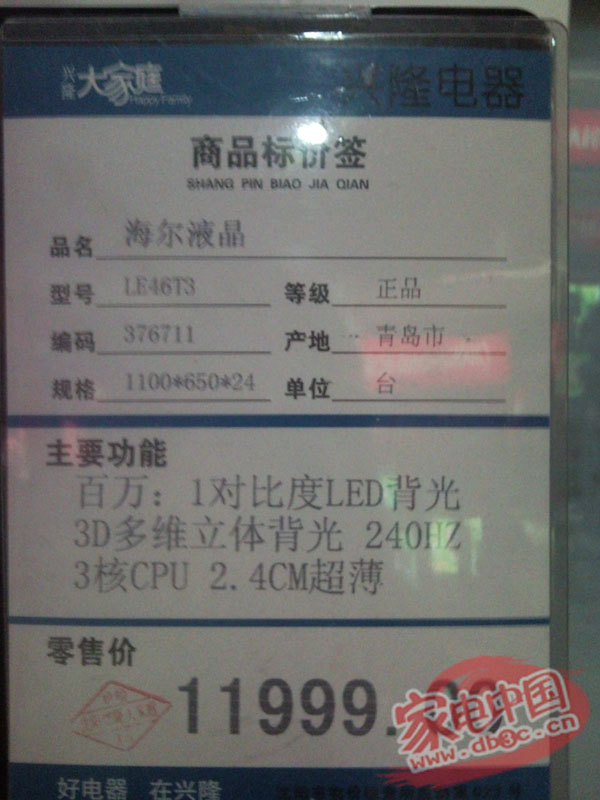 兴隆 大家庭 兴隆电器
Happy Family
商品标价签
SHANG PIN BIAO JIA QIAN
品名 海尔液晶
型号 LE46T3 等级 正品
编码 376711 产地 青岛市
规格 1100*650*24 单位 台
主要功能
百万：1对比度LED背光
3D多维立体背光 240HZ
3核CPU 2.4CM超薄
零售价
11999.
家电中国
www.db3c.cn
好电器 在兴隆